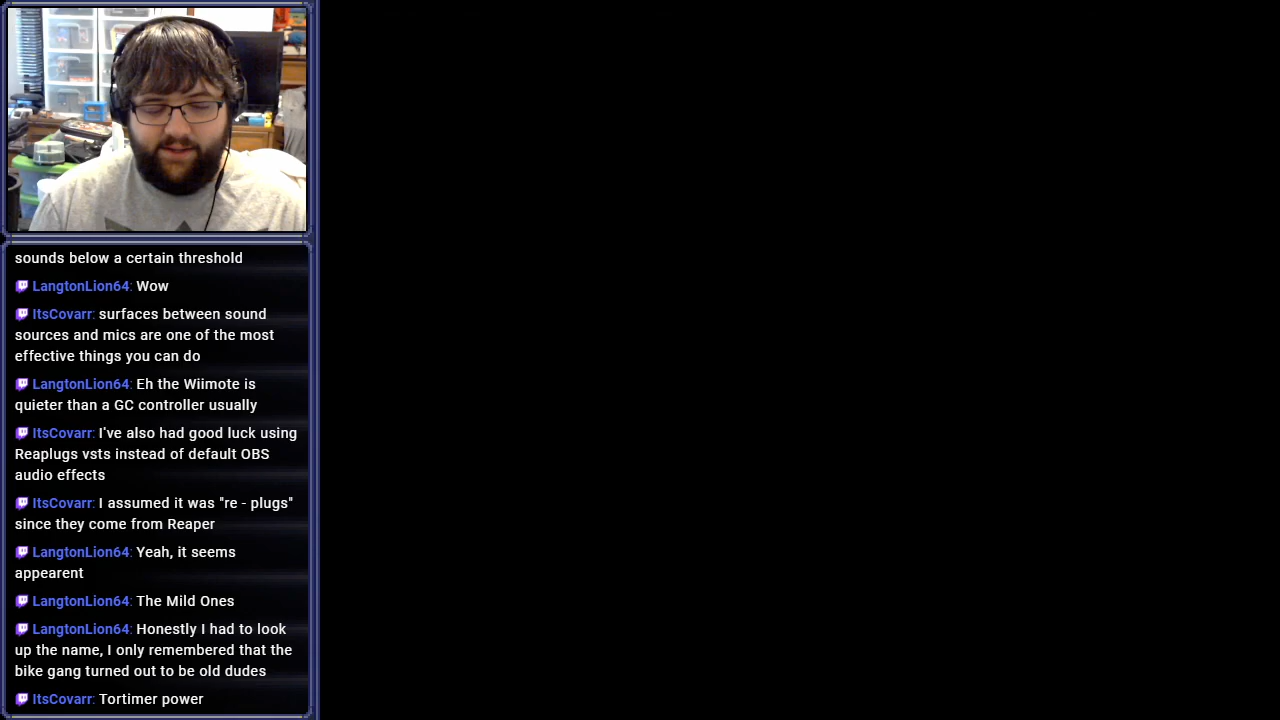 sounds below a certain threshold
LangtonLion64: Wow
ItsCovarr: surfaces between sound
sources and mics are one of the most
effective things you can do
LangtonLion64: Eh the Wiimote is
quieter than a GC controller usually
ItsCovarr: I've also had good luck using
Reaplugs vsts instead of default OBS
audio effects
ItsCovarr: I assumed it was "re - plugs"
since they come from Reaper
LangtonLion64: Yeah, it seems
appearent
LangtonLion64: The Mild Ones
LangtonLion64: Honestly I had to look
up the name, I only remembered that the
bike gang turned out to be old dudes
ItsCovarr: Tortimer power